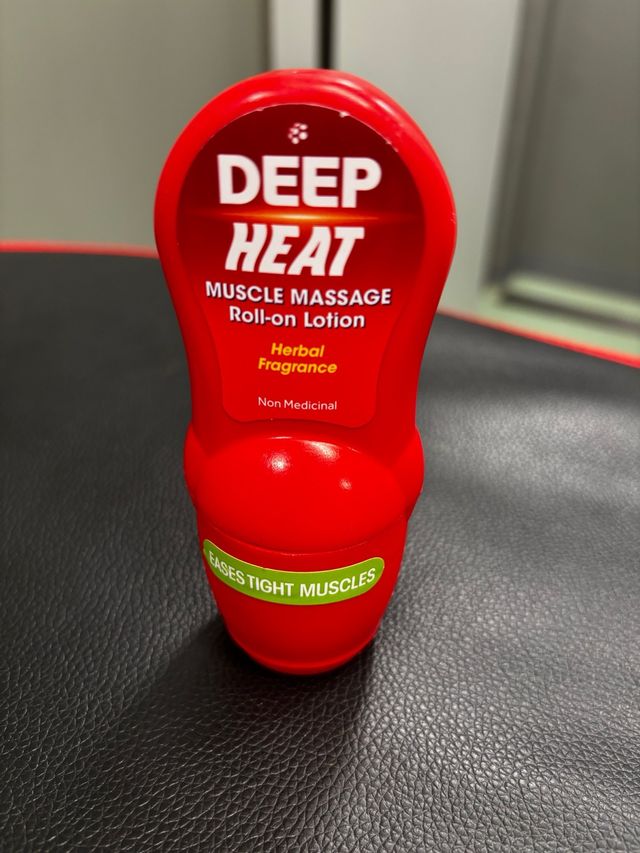 DEEP
HEAT
MUSCLE MASSAGE
Roll-on Lotion
Herbal
Fragrance
Non Medicinal
EASES TIGHT MUSCLES